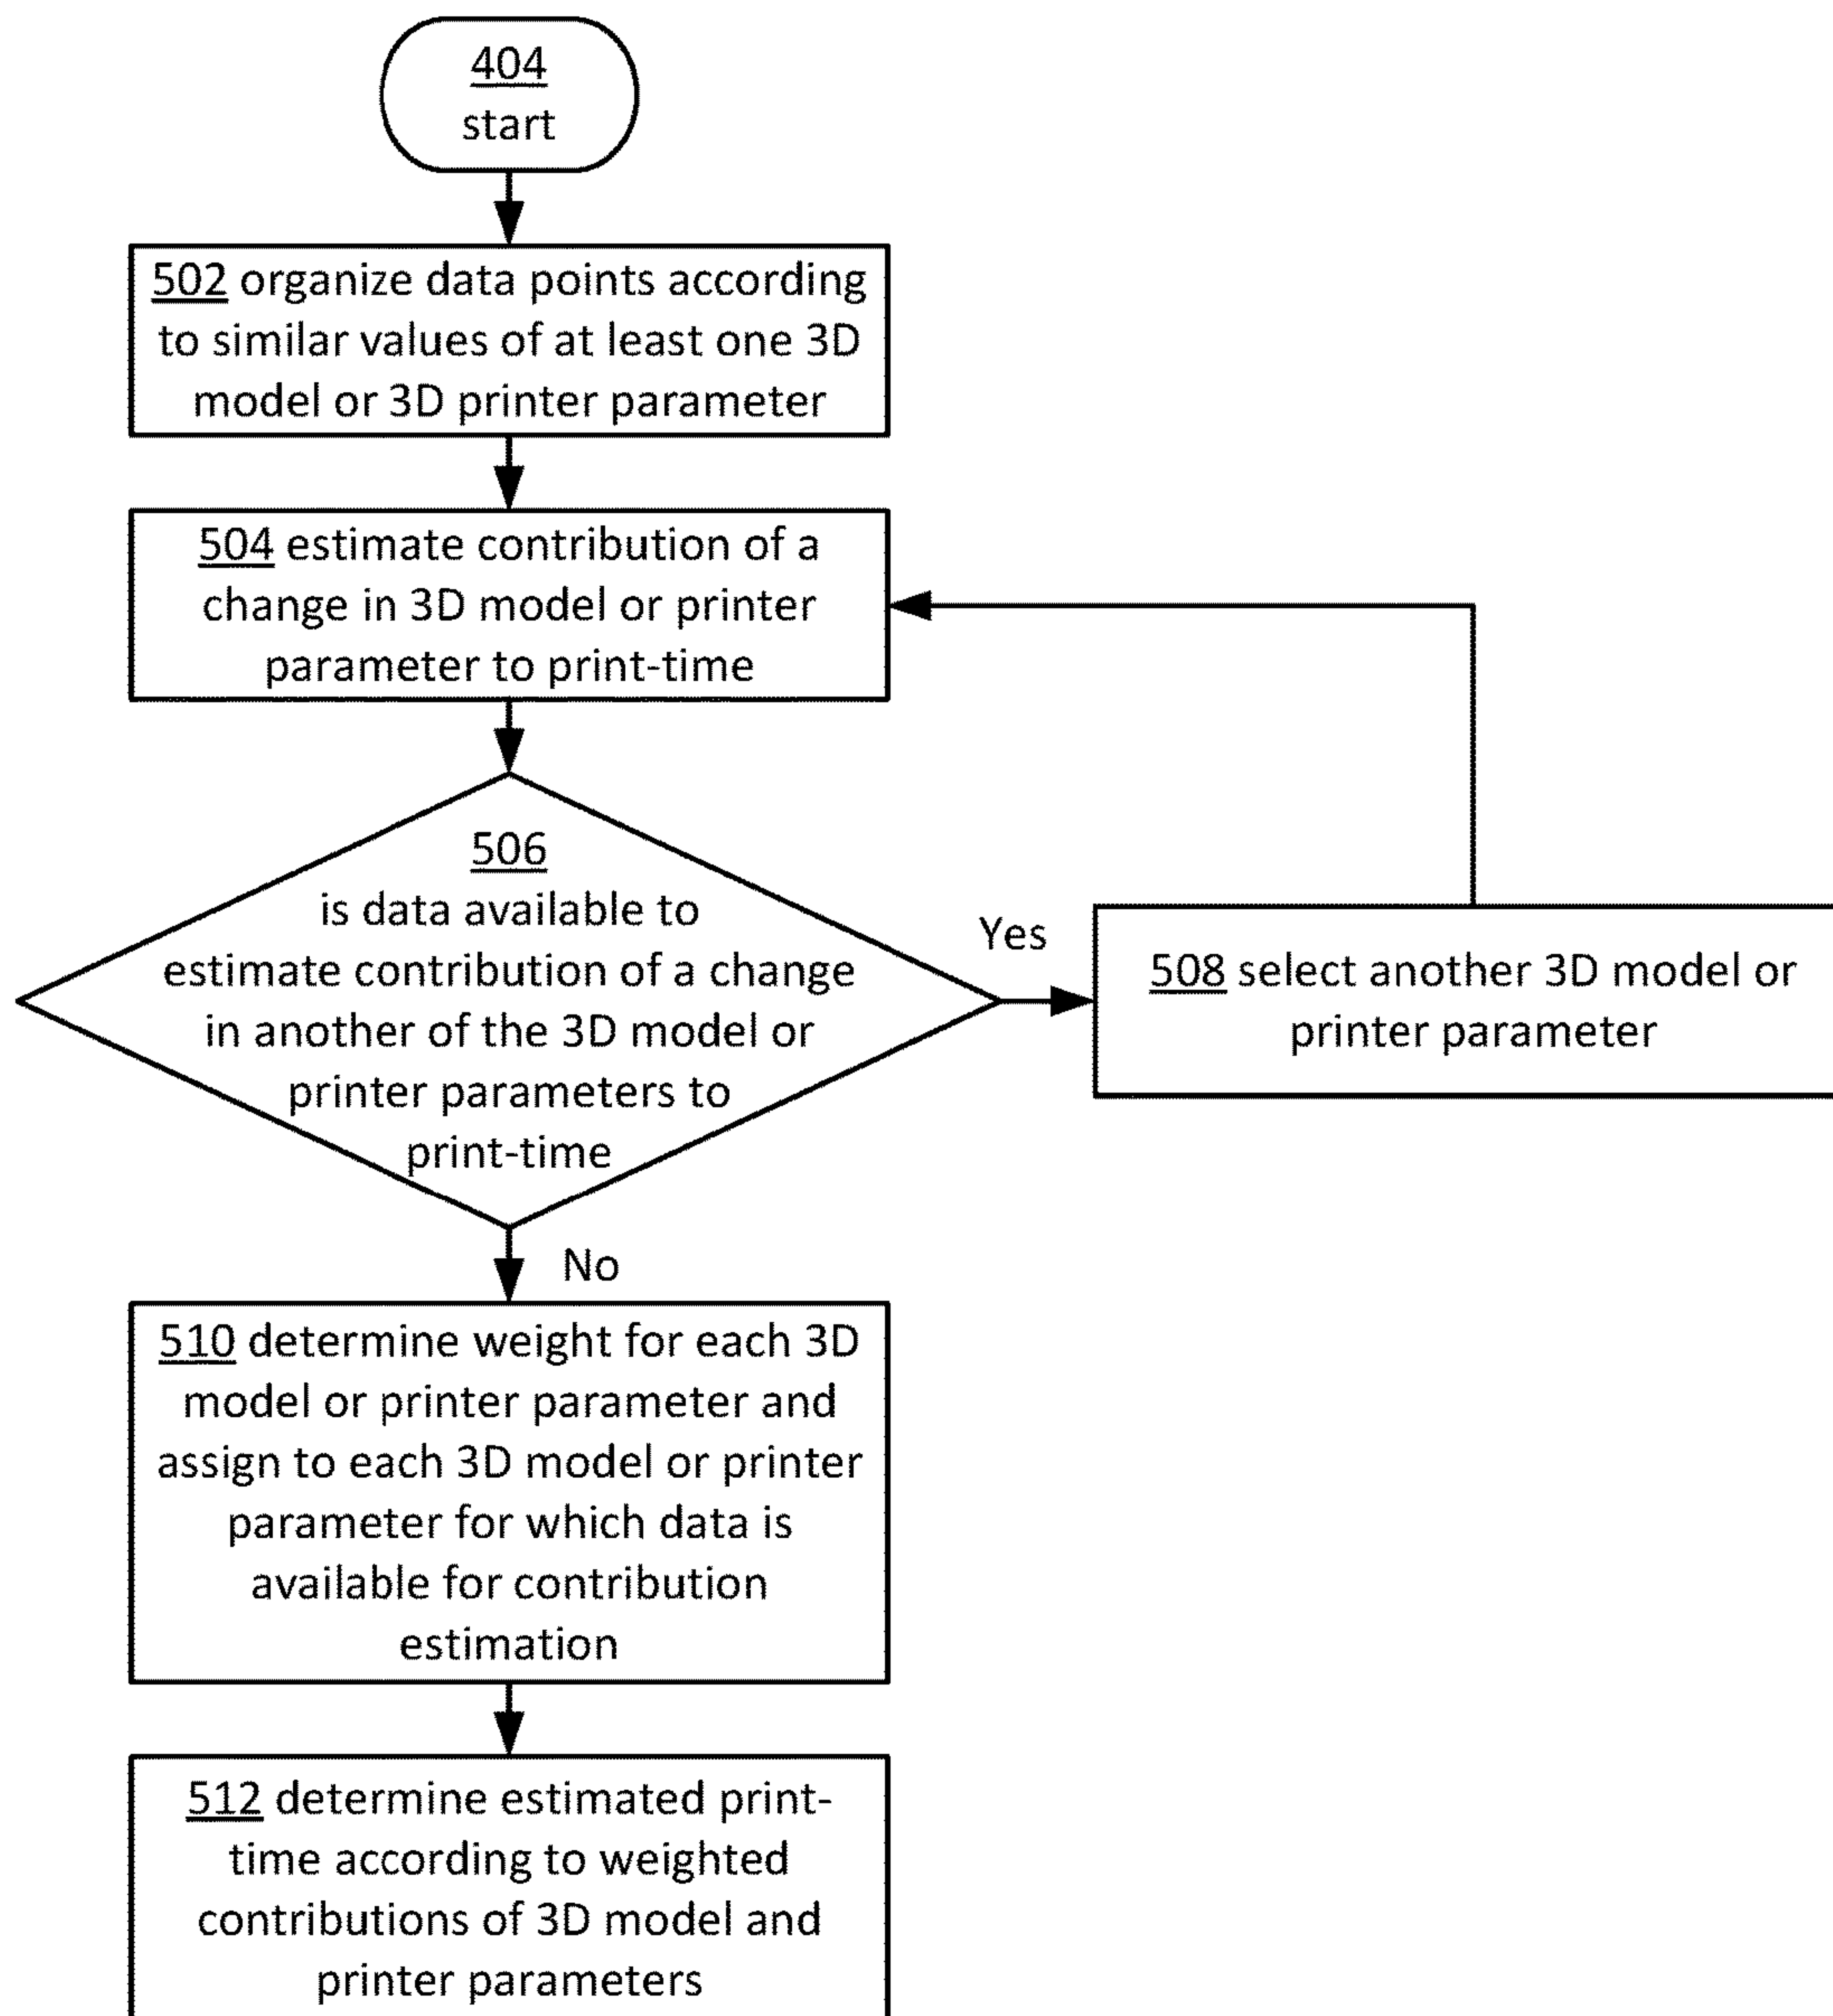 404
start
502 organize data points according
to similar values of at least one 3D
model or 3D printer parameter
504 estimate contribution of a
change in 3D model or printer
parameter to print-time
506
is data available to
estimate contribution of a change
in another of the 3D model or
printer parameters to
print-time
Yes
508 select another 3D model or
printer parameter
No
510 determine weight for each 3D
model or printer parameter and
assign to each 3D model or printer
parameter for which data is
available for contribution
estimation
512 determine estimated print-
time according to weighted
contributions of 3D model and
printer parameters